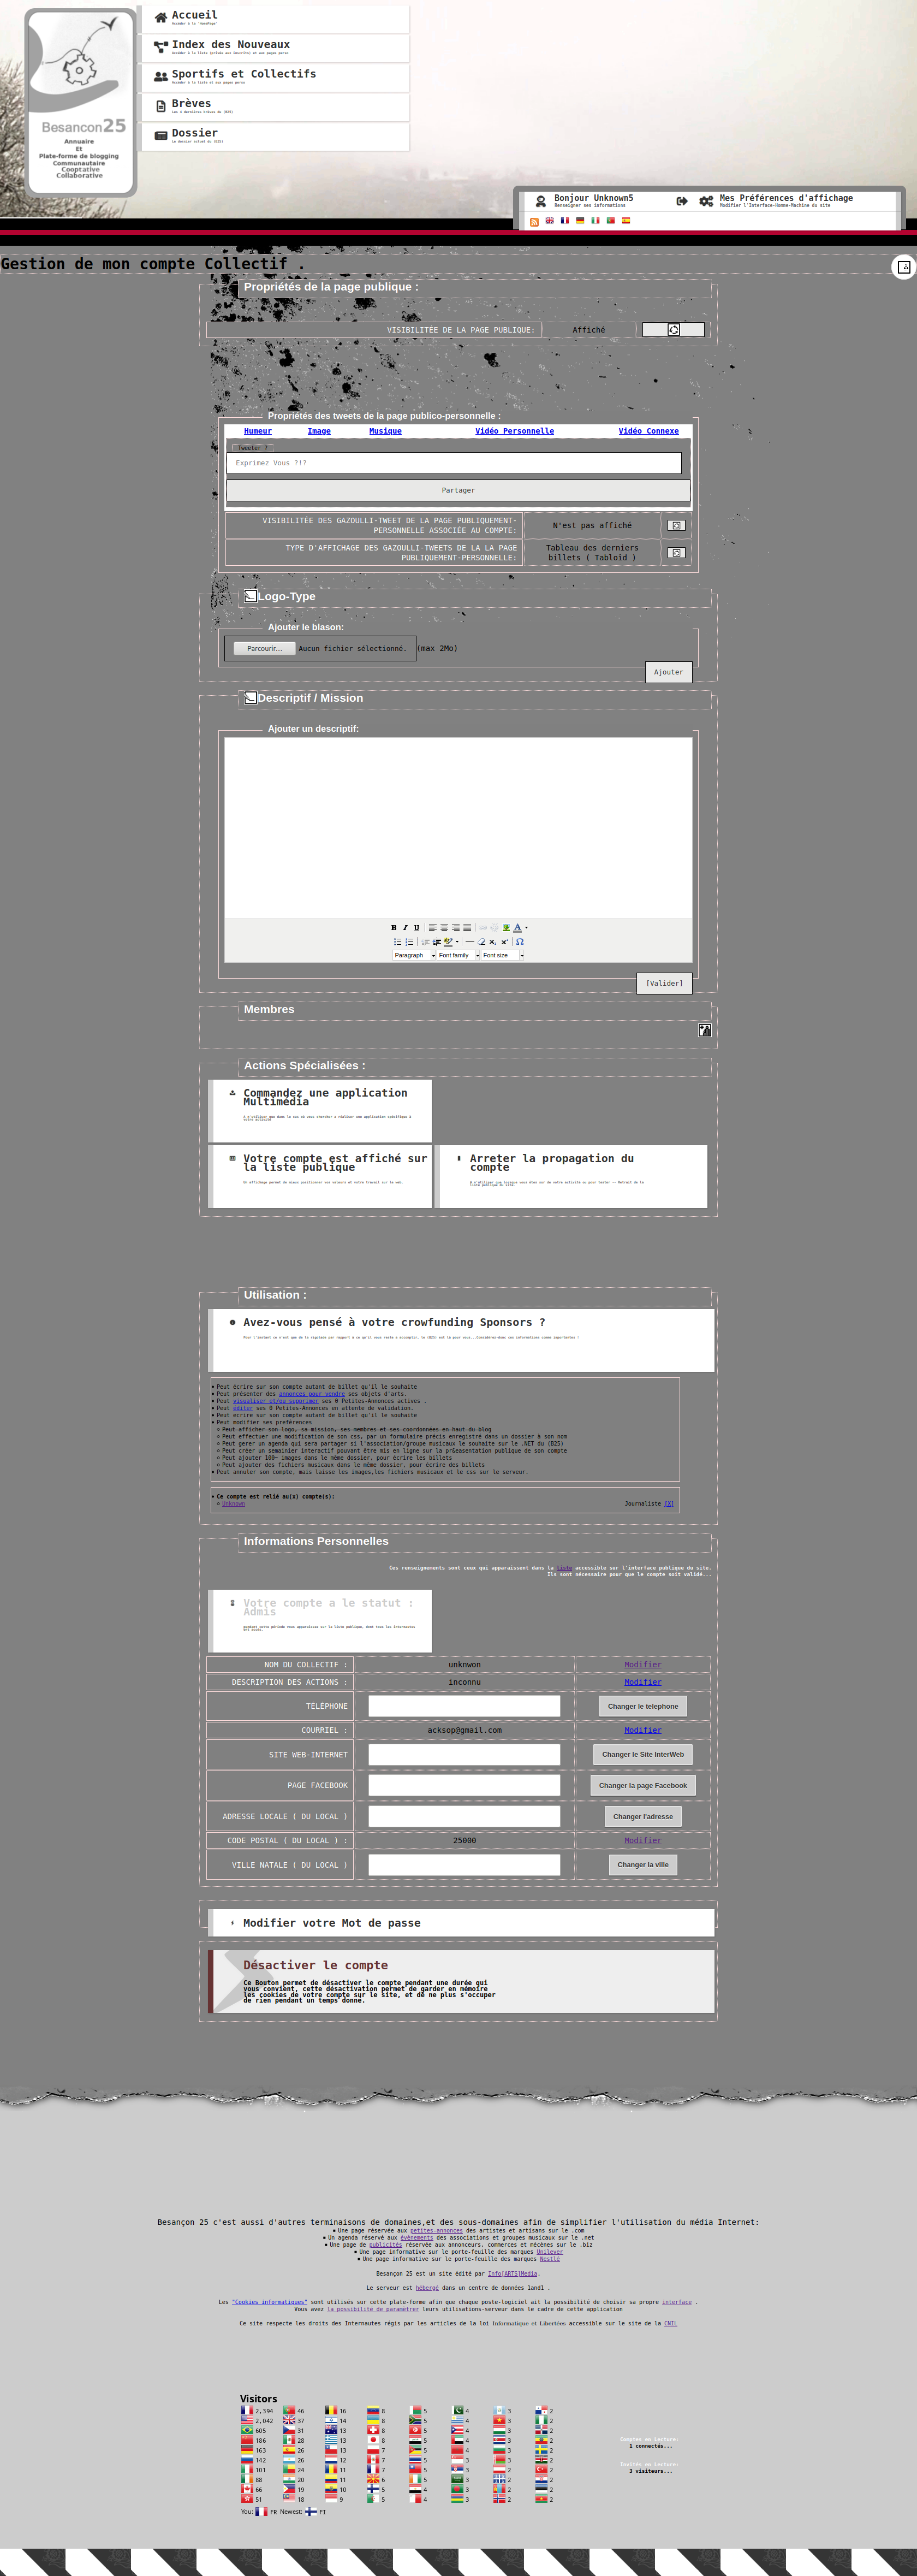 Besancon25
Annuaire
Et
Plate-forme de blogging
Communautaire
Cooptative
Collaborative
Accueil
Index des Nouveaux
Sportifs et Collectifs
Brèves
Dossier
Bonjour Unknown5
Renseigner ses informations
Mes Préférences d'affichage
Modifier l'Interface-Homme-Machine du site
Gestion de mon compte Collectif .
Propriétés de la page publique :
VISIBILITÉE DE LA PAGE PUBLIQUE: Affiché
Propriétés des tweets de la page publico-personnelle :
Humeur Image Musique Vidéo Personnelle Vidéo Connexe
Tweeter ?
Exprimez Vous ?!?
Partager
VISIBILITÉE DES GAZOULLI-TWEET DE LA PAGE PUBLIQUEMENT-
PERSONNELLE ASSOCIÉE AU COMPTE: N'est pas affiché
TYPE D'AFFICHAGE DES GAZOULLI-TWEETS DE LA LA PAGE
PUBLIQUEMENT-PERSONNELLE:
Tableau des derniers
billets ( Tabloid )
Logo-Type
Ajouter le blason:
Parcourir... Aucun fichier sélectionné. (max 2Mo)
Ajouter
Descriptif / Mission
Ajouter un descriptif:
Paragraph Font family Font size
[Valider]
Membres
Actions Spécialisées :
Commandez une application
Multimédia
Votre compte est affiché sur
la liste publique
Arreter la propagation du
compte
Utilisation :
Avez-vous pensé à votre crowfunding Sponsors ?
Peut écrire sur son compte autant de billet qu'il le souhaite
Peut présenter des annonces pour vendre ses objets d'arts.
Peut visualiser et/ou supprimer ses 0 Petites-Annonces actives .
Peut éditer ses 0 Petites-Annonces en attente de validation.
Peut ecrire sur son compte autant de billet qu'il le souhaite
Peut modifier ses préférences
Peut afficher son logo, sa mission, ses membres et ses coordonnées en haut du blog
Peut effectuer une modification de son css, par un formulaire précis enregistré dans un dossier à son nom
Peut gerer un agenda qui sera partager si l'association/groupe musicaux le souhaite sur le .NET du (B25)
Peut créer un semainier interactif pouvant être mis en ligne sur la pr&eacute;sentation publique de son compte
Peut ajouter 100~ images dans le même dossier, pour écrire les billets
Peut ajouter des fichiers musicaux dans le même dossier, pour écrire des billets
Peut annuler son compte, mais laisse les images,les fichiers musicaux et le css sur le serveur.
Ce compte est relié au(x) compte(s):
Unknown Journaliste [X]
Informations Personnelles
Ces renseignements sont ceux qui apparaissent dans la liste accessible sur l'interface publique du site.
Ils sont nécessaire pour que le compte soit validé...
Votre compte a le statut :
Admis
NOM DU COLLECTIF : unknwon Modifier
DESCRIPTION DES ACTIONS : inconnu Modifier
TÉLÉPHONE Changer le telephone
COURRIEL : acksop@gmail.com Modifier
SITE WEB-INTERNET Changer le Site InterWeb
PAGE FACEBOOK Changer la page Facebook
ADRESSE LOCALE ( DU LOCAL ) Changer l'adresse
CODE POSTAL ( DU LOCAL ) : 25000 Modifier
VILLE NATALE ( DU LOCAL ) Changer la ville
Modifier votre Mot de passe
Désactiver le compte
Ce Bouton permet de désactiver le compte pendant une durée qui
vous convient, cette désactivation permet de garder en mémoire
les cookies de votre compte sur le site, et de ne plus s'occuper
de rien pendant un temps donné.
Besançon 25 c'est aussi d'autres terminaisons de domaines,et des sous-domaines afin de simplifier l'utilisation du média Internet:
Une page réservée aux petites-annonces des artistes et artisans sur le .com
Un agenda réservé aux évènements des associations et groupes musicaux sur le .net
Une page de publicités réservée aux annonceurs, commerces et mécènes sur le .biz
Une page informative sur le porte-feuille des marques Unilever
Une page informative sur le porte-feuille des marques Nestlé
Besançon 25 est un site édité par Info[ARTS]Media.
Le serveur est hébergé dans un centre de données 1and1 .
Les "Cookies informatiques" sont utilisés sur cette plate-forme afin que chaque poste-logiciel ait la possibilité de choisir sa propre interface .
Vous avez la possibilité de paramétrer leurs utilisations-serveur dans le cadre de cette application
Ce site respecte les droits des Internautes régis par les articles de la loi Informatique et Libertées accessible sur le site de la CNIL
Visitors
2,394 46 16 8 5 4 3 2
2,042 37 14 8 5 4 3 2
605 31 13 8 5 4 3 2
186 28 13 8 5 4 3 2
163 26 13 7 5 4 3 2
142 26 12 7 5 3 3 2
101 24 11 7 5 3 2 2
88 20 11 6 5 3 2 2
66 19 10 5 4 3 2 2
51 18 9 5 4 3 2 2
You: FR Newest: FI
Comptes en Lecture:
1 connectés...
Invités en Lecture:
3 visiteurs...